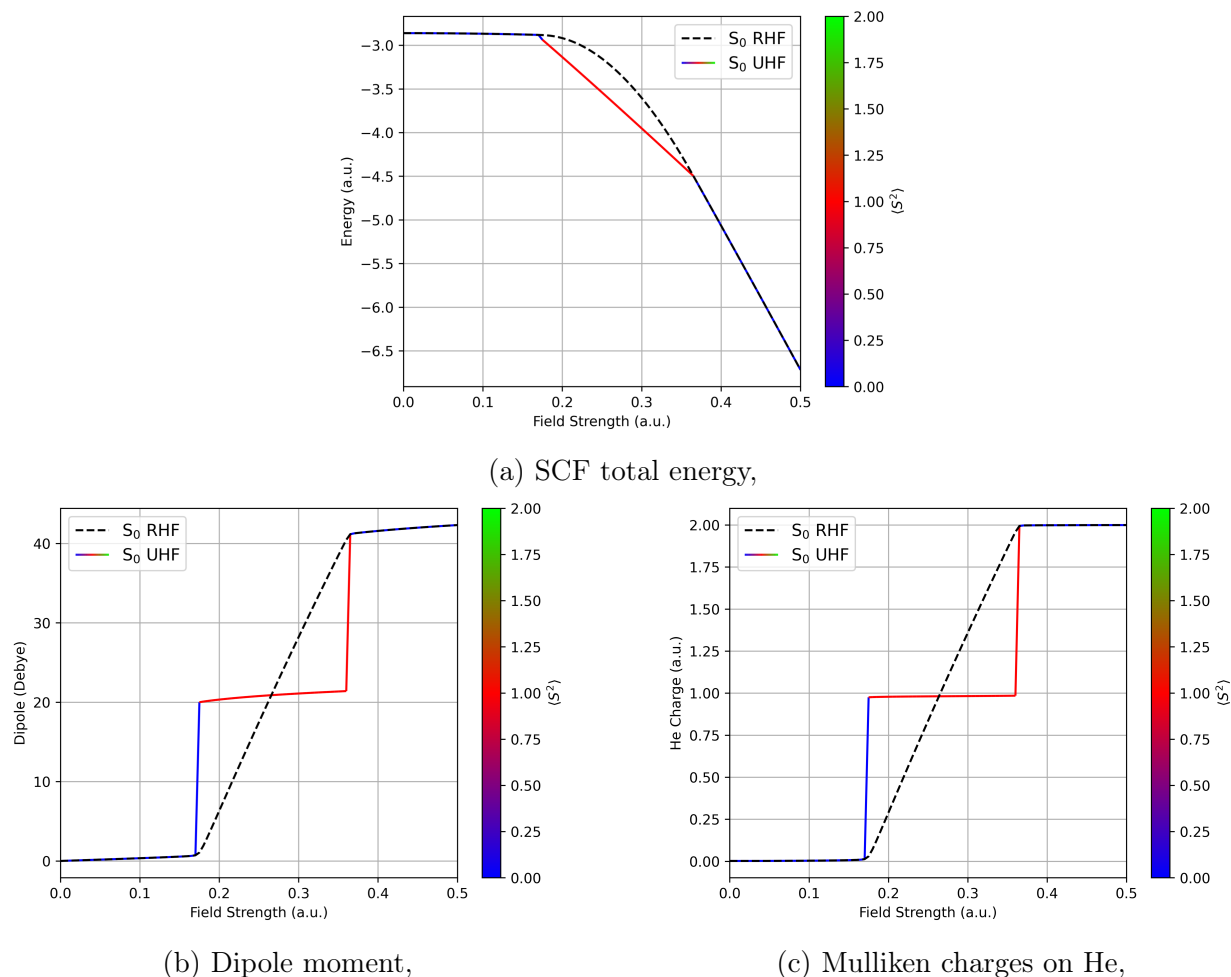 S₀ RHF
S₀ UHF
Energy (a.u.)
−3.0
−3.5
−4.0
−4.5
−5.0
−5.5
−6.0
−6.5
0.0 0.1 0.2 0.3 0.4 0.5
Field Strength (a.u.)
2.00
1.75
1.50
1.25
1.00
0.75
0.50
0.25
0.00
⟨S²⟩
(a) SCF total energy,
S₀ RHF
S₀ UHF
Dipole (Debye)
40
30
20
10
0
0.0 0.1 0.2 0.3 0.4 0.5
Field Strength (a.u.)
2.00
1.75
1.50
1.25
1.00
0.75
0.50
0.25
0.00
⟨S²⟩
(b) Dipole moment,
S₀ RHF
S₀ UHF
He Charge (a.u.)
2.00
1.75
1.50
1.25
1.00
0.75
0.50
0.25
0.00
0.0 0.1 0.2 0.3 0.4 0.5
Field Strength (a.u.)
2.00
1.75
1.50
1.25
1.00
0.75
0.50
0.25
0.00
⟨S²⟩
(c) Mulliken charges on He,